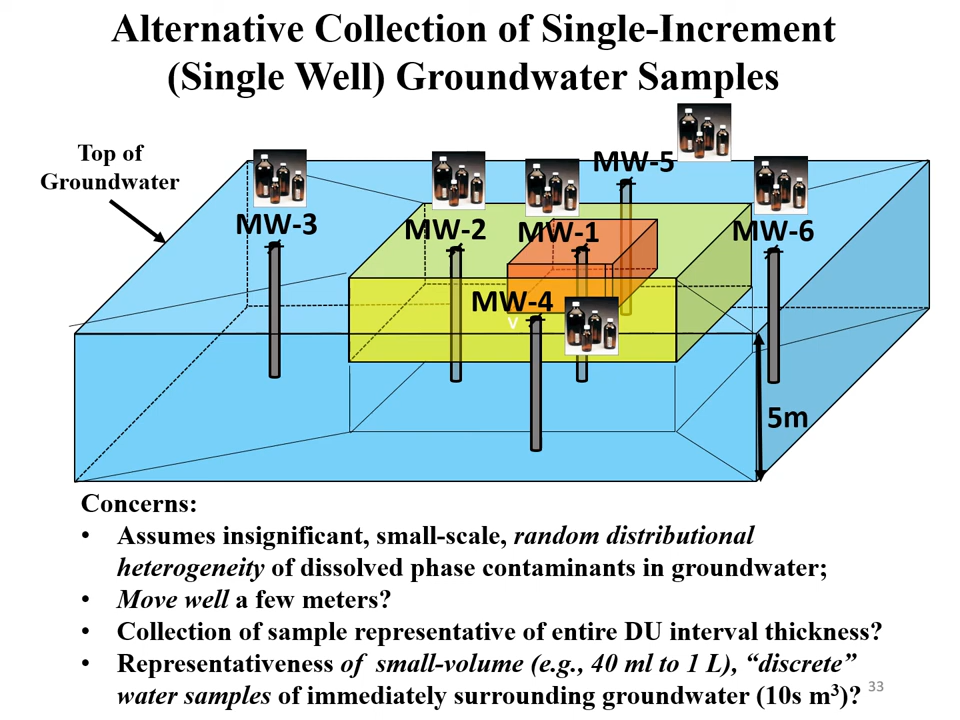 Alternative Collection of Single-Increment
(Single Well) Groundwater Samples
Top of
Groundwater
MW-5
MW-3
MW-2
MW-1
MW-6
MW-4
V
5m
Concerns:
• Assumes insignificant, small-scale, random distributional
heterogeneity of dissolved phase contaminants in groundwater;
• Move well a few meters?
• Collection of sample representative of entire DU interval thickness?
• Representativeness of small-volume (e.g., 40 ml to 1 L), “discrete”
water samples of immediately surrounding groundwater (10s m³)?
33